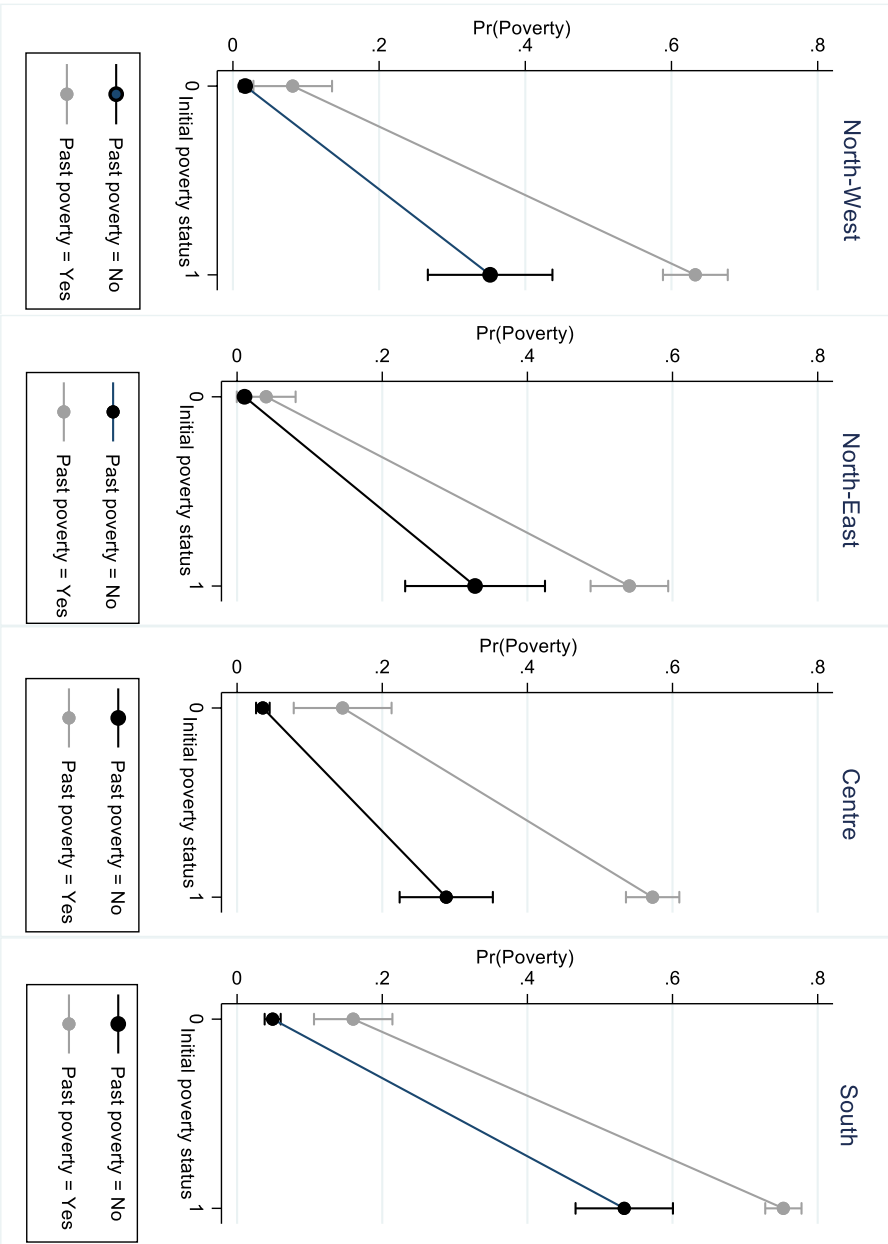 North-West
Pr(Poverty)
0
.2
.4
.6
.8
0
1
Initial poverty status
Past poverty = No
Past poverty = Yes
North-East
Pr(Poverty)
0
.2
.4
.6
.8
0
1
Initial poverty status
Past poverty = No
Past poverty = Yes
Centre
Pr(Poverty)
0
.2
.4
.6
.8
0
1
Initial poverty status
Past poverty = No
Past poverty = Yes
South
Pr(Poverty)
0
.2
.4
.6
.8
0
1
Initial poverty status
Past poverty = No
Past poverty = Yes